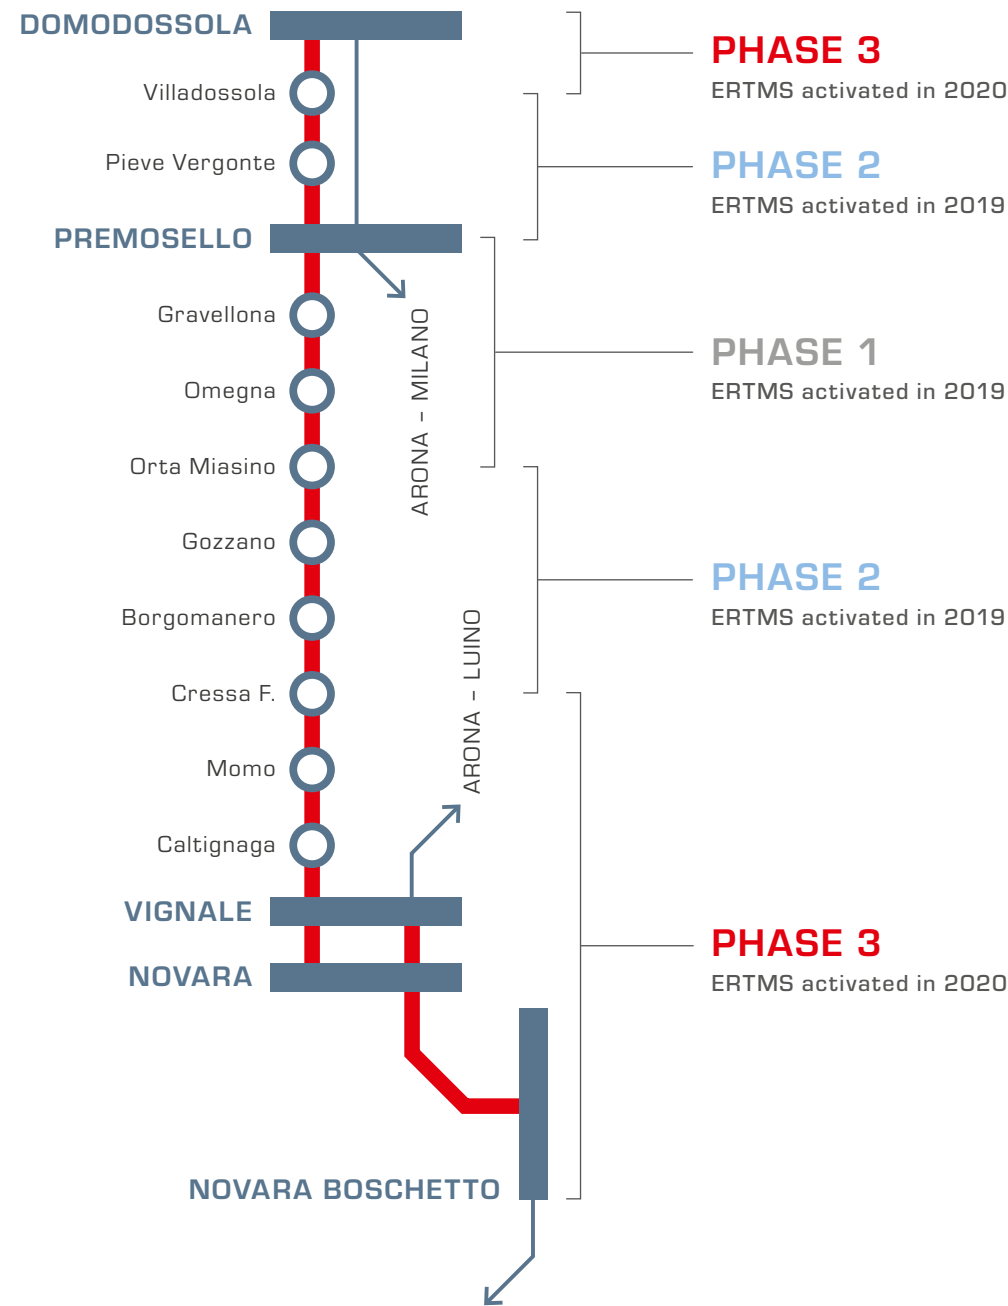 DOMODOSSOLA
PHASE 3
ERTMS activated in 2020
Villadossola
Pieve Vergonte
PHASE 2
ERTMS activated in 2019
PREMOSELLO
Gravellona
ARONA - MILANO
PHASE 1
ERTMS activated in 2019
Omegna
Orta Miasino
Gozzano
PHASE 2
ERTMS activated in 2019
Borgomanero
ARONA - LUINO
Cressa F.
Momo
Caltignaga
VIGNALE
PHASE 3
ERTMS activated in 2020
NOVARA
NOVARA BOSCHETTO